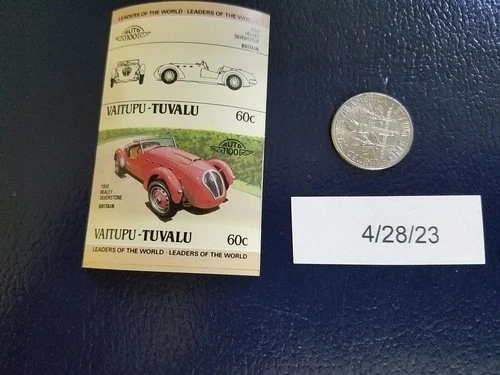 LEADERS OF THE WORLD · LEADERS OF THE WORLD
AUTO
100
HEALEY
SILVERSTONE
BRITAIN
VAITUPU-TUVALU
60c
AUTO
100
1950
HEALEY
SILVERSTONE
BRITAIN
VAITUPU-TUVALU
60c
LEADERS OF THE WORLD · LEADERS OF THE WORLD
4/28/23